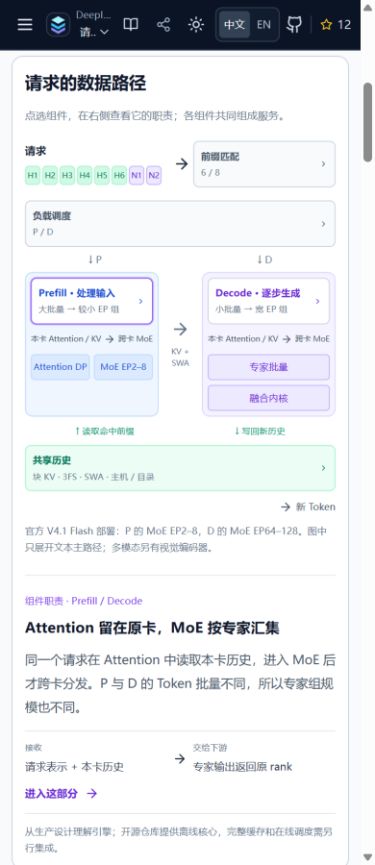 Deepl...
请..
中文
EN
12
请求的数据路径
点选组件，在右侧查看它的职责；各组件共同组成服务。
请求
H1 H2 H3 H4 H5 H6 N1 N2
前缀匹配
6 / 8
负载调度
P / D
↓ P
↓ D
Prefill · 处理输入
大批量 → 较小 EP 组
本卡 Attention / KV → 跨卡 MoE
Attention DP
MoE EP2–8
KV +
SWA
Decode · 逐步生成
小批量 → 宽 EP 组
本卡 Attention / KV → 跨卡 MoE
专家批量
融合内核
↑ 读取命中前缀
↓ 写回新历史
共享历史
块 KV · 3FS · SWA · 主机 / 目录
→ 新 Token
官方 V4.1 Flash 部署：P 的 MoE EP2–8，D 的 MoE EP64–128。图中
只展开文本主路径；多模态另有视觉编码器。
组件职责 · Prefill / Decode
Attention 留在原卡，MoE 按专家汇集
同一个请求在 Attention 中读取本卡历史，进入 MoE 后
才跨卡分发。P 与 D 的 Token 批量不同，所以专家组规
模也不同。
接收
请求表示 + 本卡历史
交给下游
专家输出返回原 rank
进入这部分 →
从生产设计理解引擎；开源仓库提供离线核心，完整缓存和在线调度需另
行集成。